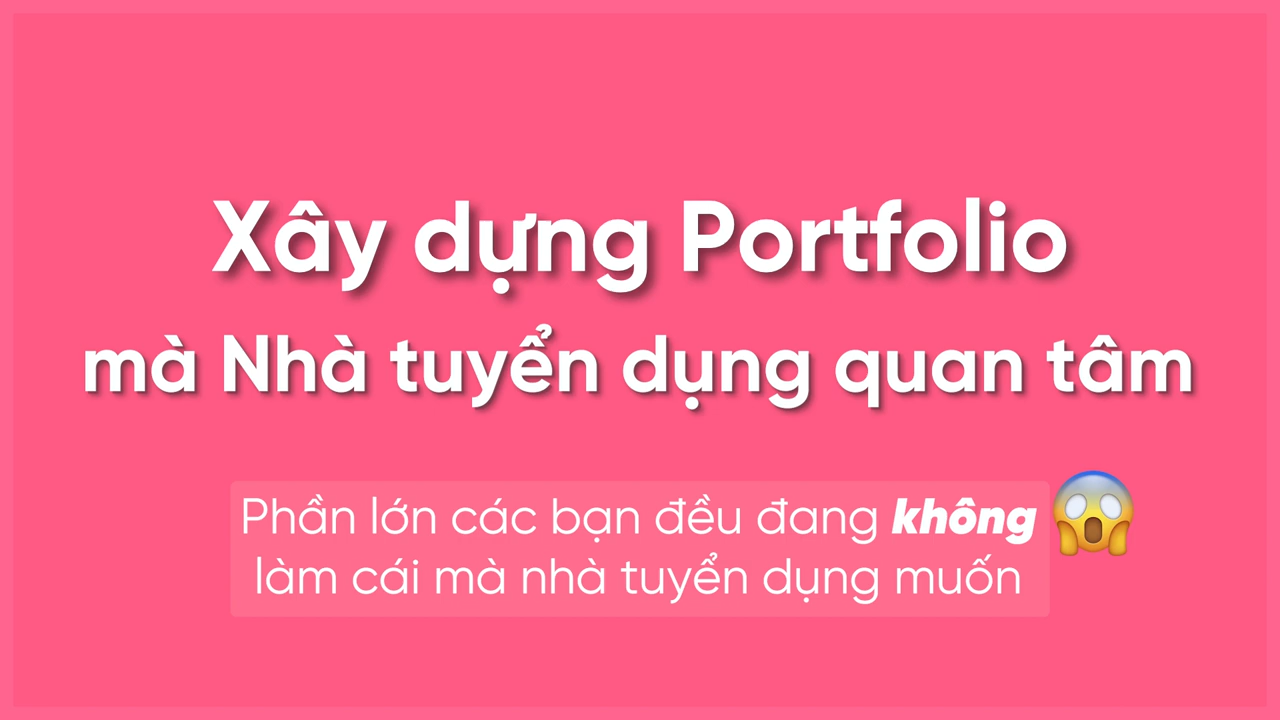 Xây dựng Portfolio
mà Nhà tuyển dụng quan tâm
Phần lớn các bạn đều đang không
làm cái mà nhà tuyển dụng muốn